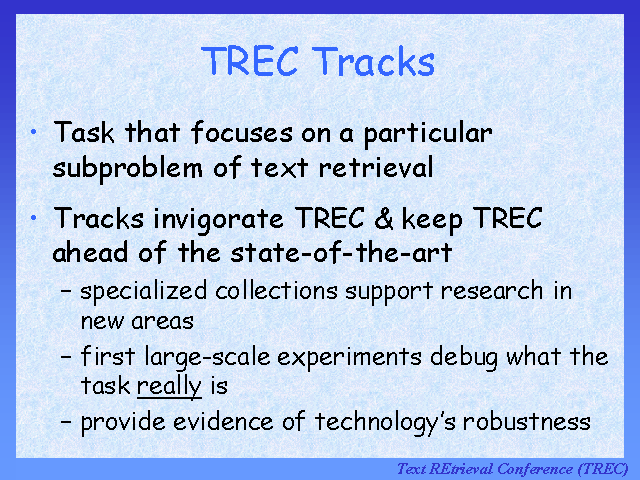 TREC Tracks
• Task that focuses on a particular
subproblem of text retrieval
• Tracks invigorate TREC & keep TREC
ahead of the state-of-the-art
– specialized collections support research in
new areas
– first large-scale experiments debug what the
task really is
– provide evidence of technology's robustness
Text REtrieval Conference (TREC)